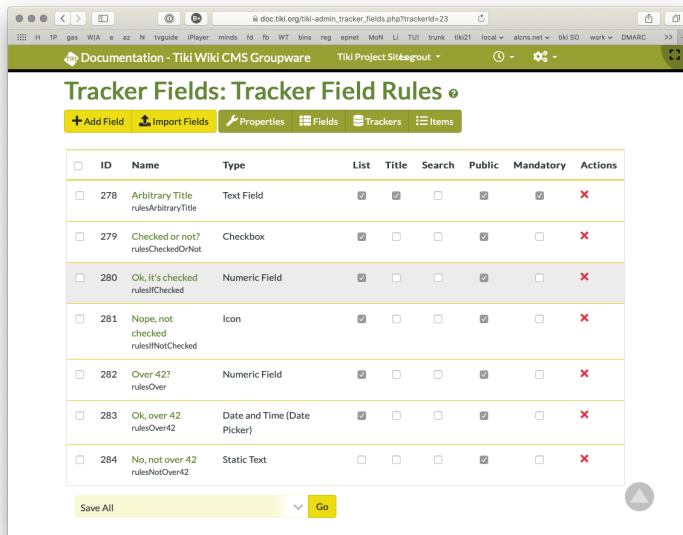 doc.tiki.org/tiki-admin_tracker_fields.php?trackerId=23
H 1P gas W|A e az N tvguide iPlayer minds fd fb WT bins reg epnet MoN Li TU! trunk tiki21 local alcns.net tiki SO work DMARC >>
Documentation - Tiki Wiki CMS Groupware Tiki Project Sites
Tracker Fields: Tracker Field Rules
Add Field Import Fields Properties Fields Trackers Items
ID Name Type List Title Search Public Mandatory Actions
278 Arbitrary Title Text Field
rulesArbitraryTitle
279 Checked or not? Checkbox
rulesCheckedOrNot
280 Ok, it's checked Numeric Field
rulesIfChecked
281 Nope, not Icon
checked
rulesIfNotChecked
282 Over 42? Numeric Field
rulesOver
283 Ok, over 42 Date and Time (Date
rulesOver42 Picker)
284 No, not over 42 Static Text
rulesNotOver42
Save All Go